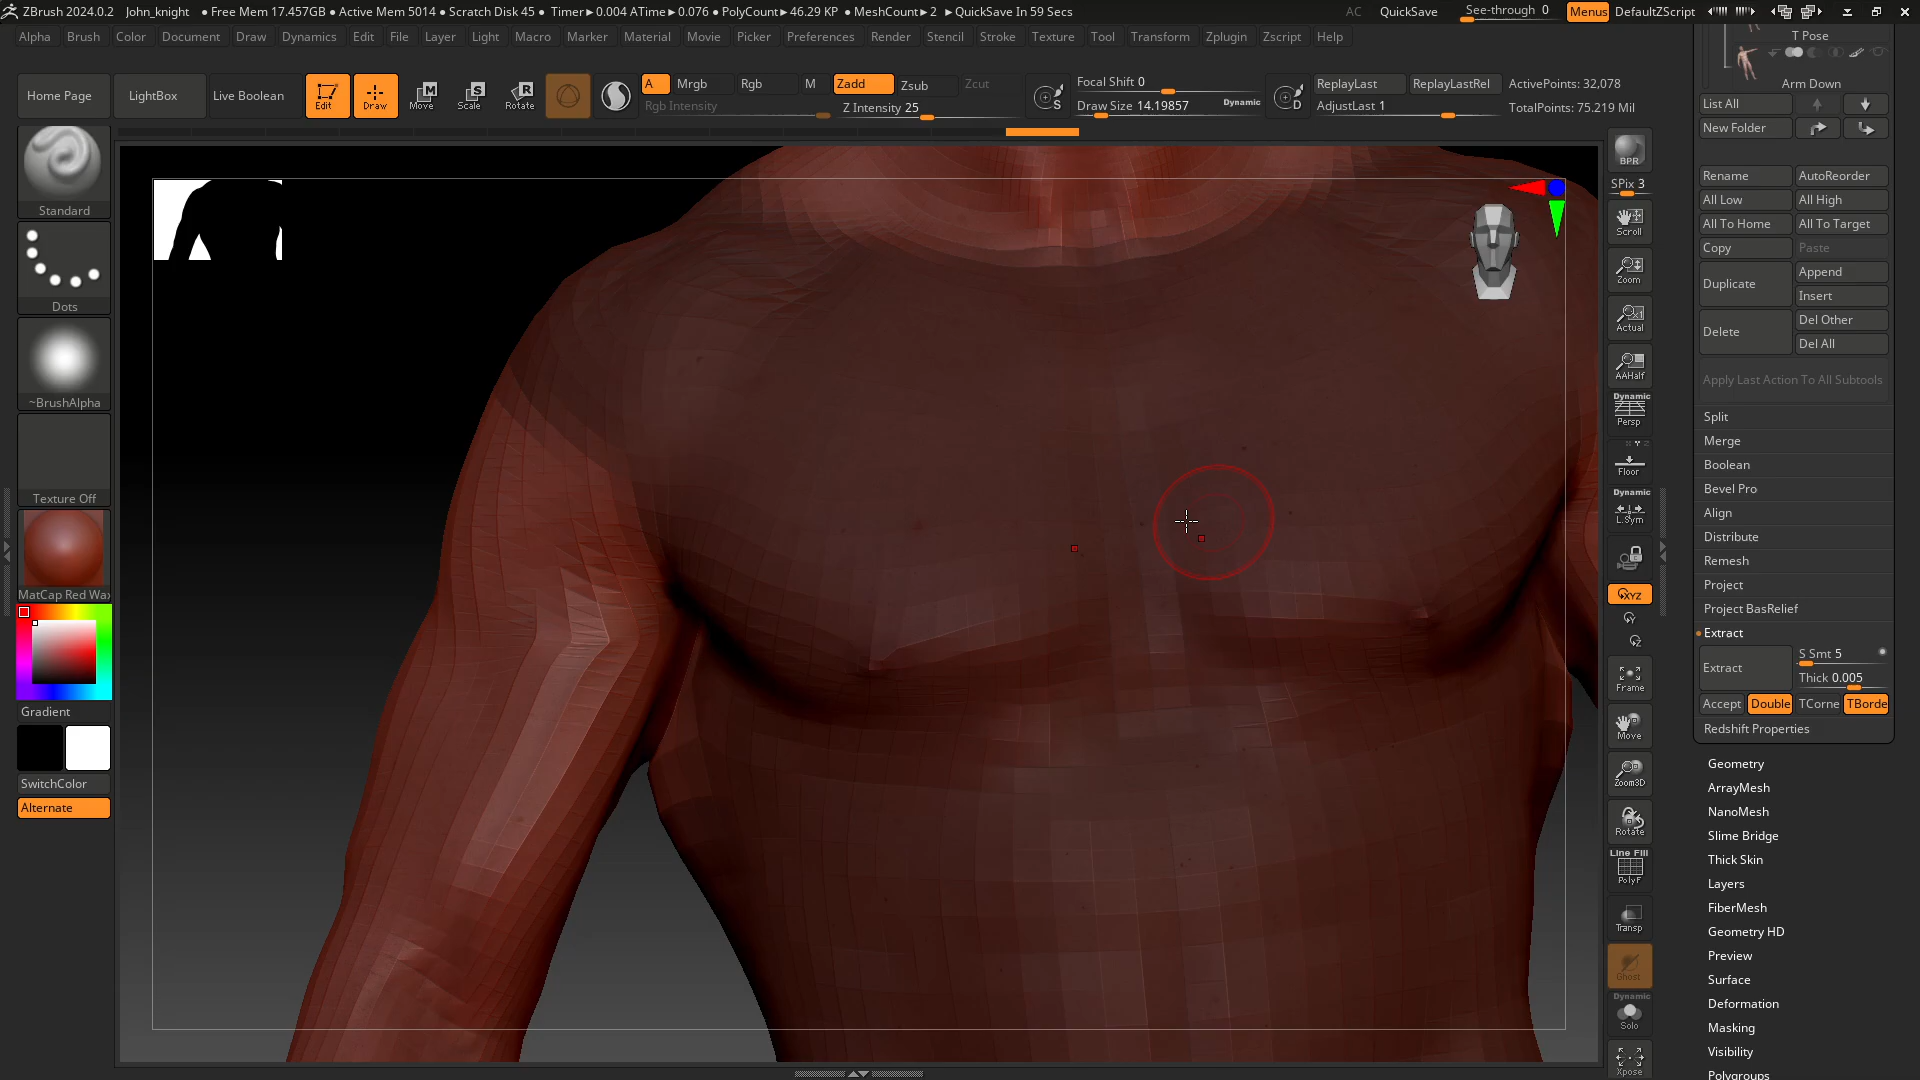 ZBrush 2024.0.2 John_knight ● Free Mem 17.457GB ● Active Mem 5014 ● Scratch Disk 45 ● Timer►0.004 ATime►0.076 ● PolyCount►46.29 KP ● MeshCount►2 ►QuickSave In 59 Secs AC QuickSave See-through 0 Menus DefaultZScript
Alpha Brush Color Document Draw Dynamics Edit File Layer Light Macro Marker Material Movie Picker Preferences Render Stencil Stroke Texture Tool Transform Zplugin Zscript Help
Home Page LightBox Live Boolean Edit Draw Move Scale Rotate
A Mrgb Rgb M Zadd Zsub Zcut
Rgb Intensity Z Intensity 25
Focal Shift 0
Draw Size 14.19857 Dynamic
ReplayLast ReplayLastRel
AdjustLast 1
ActivePoints: 32,078
TotalPoints: 75.219 Mil
Standard
Dots
~BrushAlpha
Texture Off
MatCap Red Wax
Gradient
SwitchColor
Alternate
BPR
SPix 3
Scroll
Zoom
Actual
AAHalf
Dynamic
Persp
Floor
Dynamic
L.Sym
XYZ
Y
Z
Frame
Move
Zoom3D
Rotate
Line Fill
PolyF
Transp
Ghost
Dynamic
Solo
Xpose
T Pose
Arm Down
List All
New Folder
Rename AutoReorder
All Low All High
All To Home All To Target
Copy Paste
Duplicate Append
Insert
Delete Del Other
Del All
Apply Last Action To All Subtools
Split
Merge
Boolean
Bevel Pro
Align
Distribute
Remesh
Project
Project BasRelief
Extract
Extract S Smt 5
Thick 0.005
Accept Double TCorne TBorde
Redshift Properties
Geometry
ArrayMesh
NanoMesh
Slime Bridge
Thick Skin
Layers
FiberMesh
Geometry HD
Preview
Surface
Deformation
Masking
Visibility
Polygroups